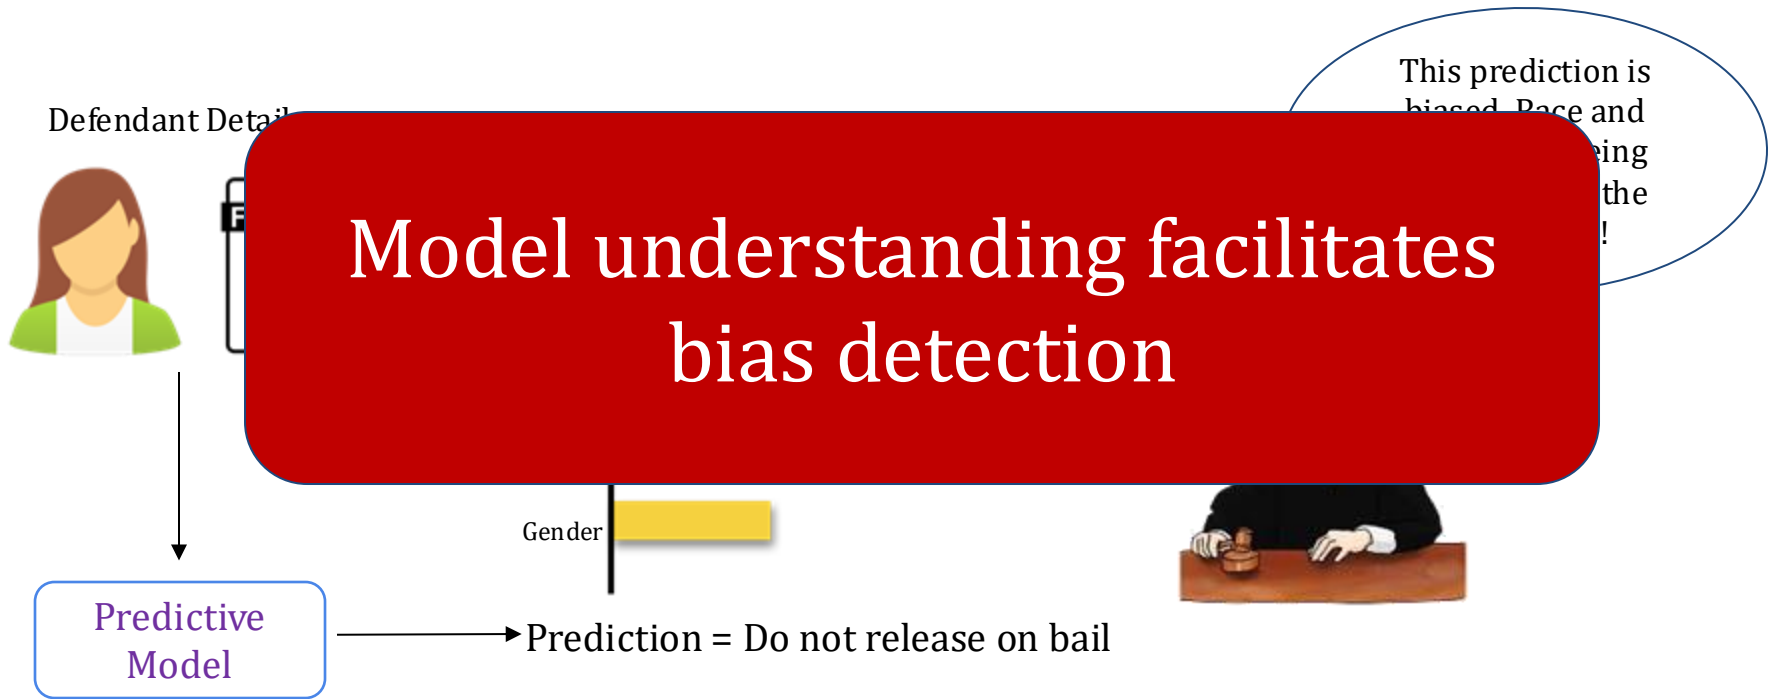 This prediction is
and
Defendant
F
the
!
Model understanding facilitates
bias detection
Gender
Predictive
Model
Prediction = Do not release on bail